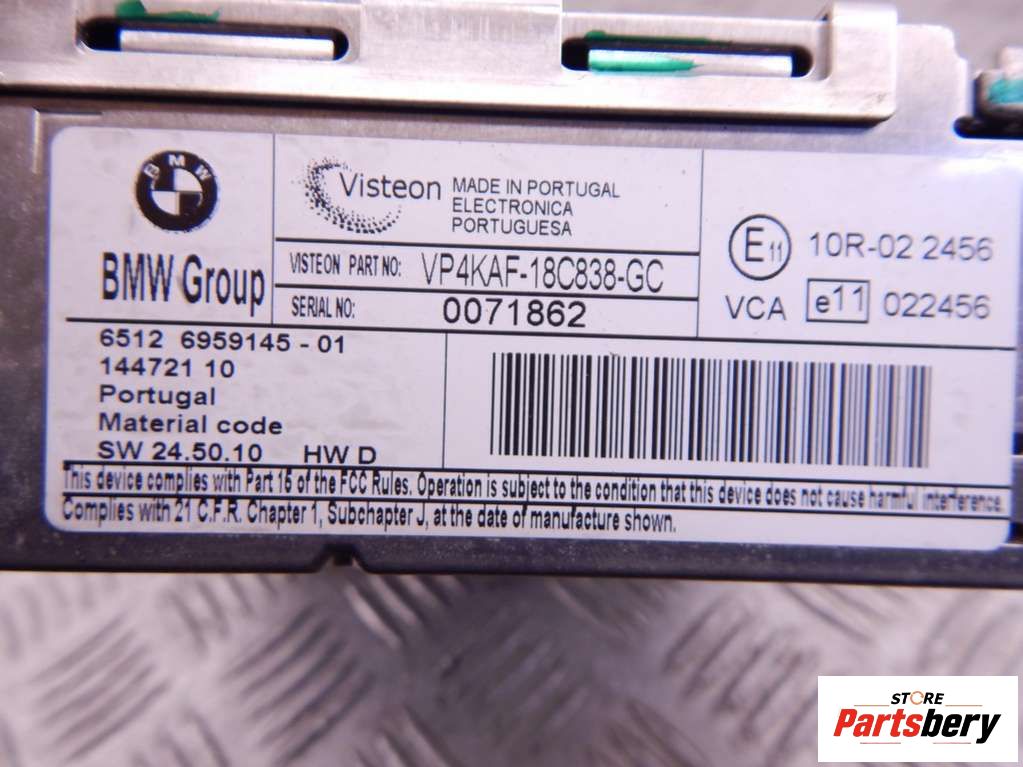 BMW
BMW Group
Visteon
MADE IN PORTUGAL
ELECTRONICA
PORTUGUESA
VISTEON PART NO: VP4KAF-18C838-GC
SERIAL NO: 0071862
E11 10R-02 2456
VCA e11 022456
6512 6959145 - 01
144721 10
Portugal
Material code
SW 24.50.10 HW D
This device complies with Part 15 of the FCC Rules. Operation is subject to the condition that this device does not cause harmful interference.
Complies with 21 C.F.R. Chapter 1, Subchapter J, at the date of manufacture shown.
STORE
Partsbery